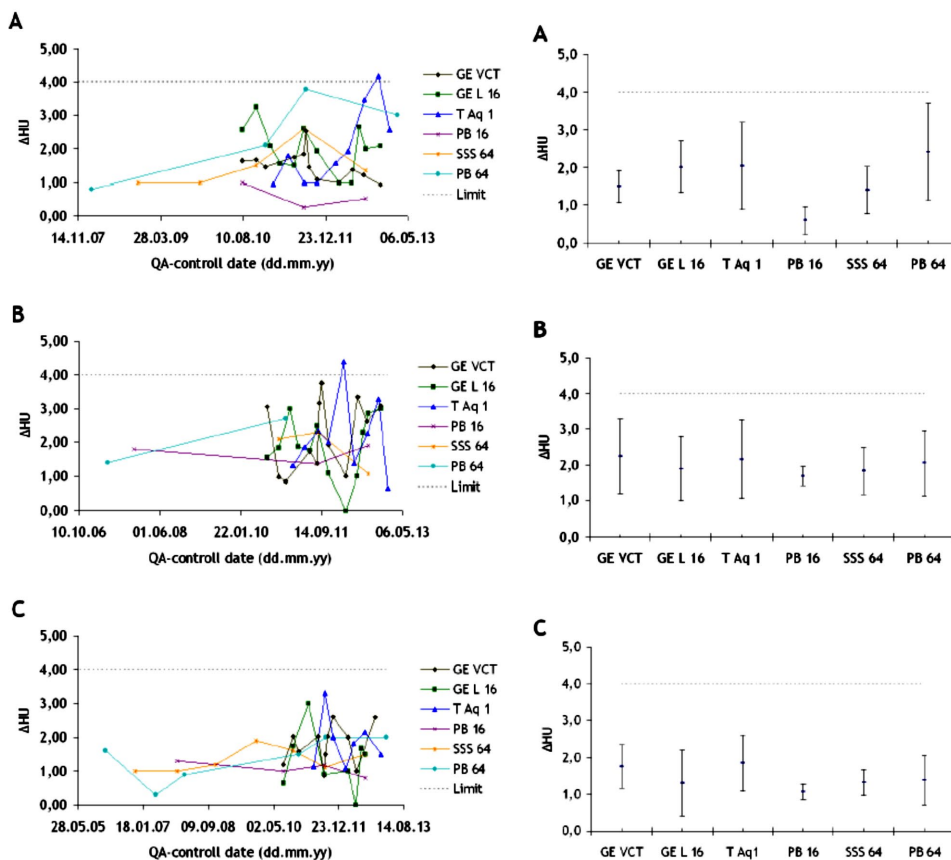 A
5,00
4,00
3,00
2,00
1,00
0,00
ΔHU
14.11.07 28.03.09 10.08.10 23.12.11 06.05.13
QA-controll date (dd.mm.yy)
GE VCT
GE L 16
T Aq 1
PB 16
SSS 64
PB 64
Limit
A
5,0
4,0
3,0
2,0
1,0
0,0
ΔHU
GE VCT GE L 16 T Aq 1 PB 16 SSS 64 PB 64
B
5,00
4,00
3,00
2,00
1,00
0,00
ΔHU
10.10.06 01.06.08 22.01.10 14.09.11 06.05.13
QA-controll date (dd.mm.yy)
GE VCT
GE L 16
T Aq 1
PB 16
SSS 64
PB 64
Limit
B
5,0
4,0
3,0
2,0
1,0
0,0
ΔHU
GE VCT GE L 16 T Aq 1 PB 16 SSS 64 PB 64
C
5,00
4,00
3,00
2,00
1,00
0,00
ΔHU
28.05.05 18.01.07 09.09.08 02.05.10 23.12.11 14.08.13
QA-controll date (dd.mm.yy)
GE VCT
GE L 16
T Aq 1
PB 16
SSS 64
PB 64
Limit
C
5,0
4,0
3,0
2,0
1,0
0,0
ΔHU
GE VCT GE L 16 T Aq1 PB 16 SSS 64 PB 64